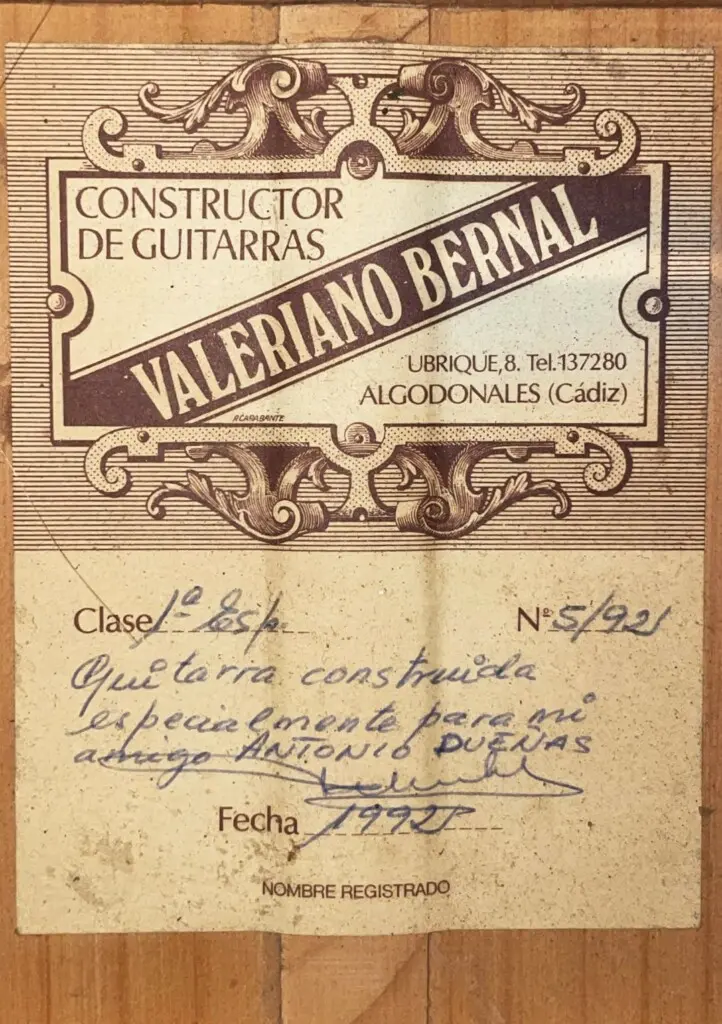 CONSTRUCTOR
DE GUITARRAS
VALERIANO BERNAL
UBRIQUE,8. Tel.137280
ALGODONALES (Cádiz)
A CARABANTE
Clase 1ª Esp. Nº 5/92
Guitarra construida
especialmente para mi
amigo ANTONIO DUEÑAS
Fecha 1992
NOMBRE REGISTRADO